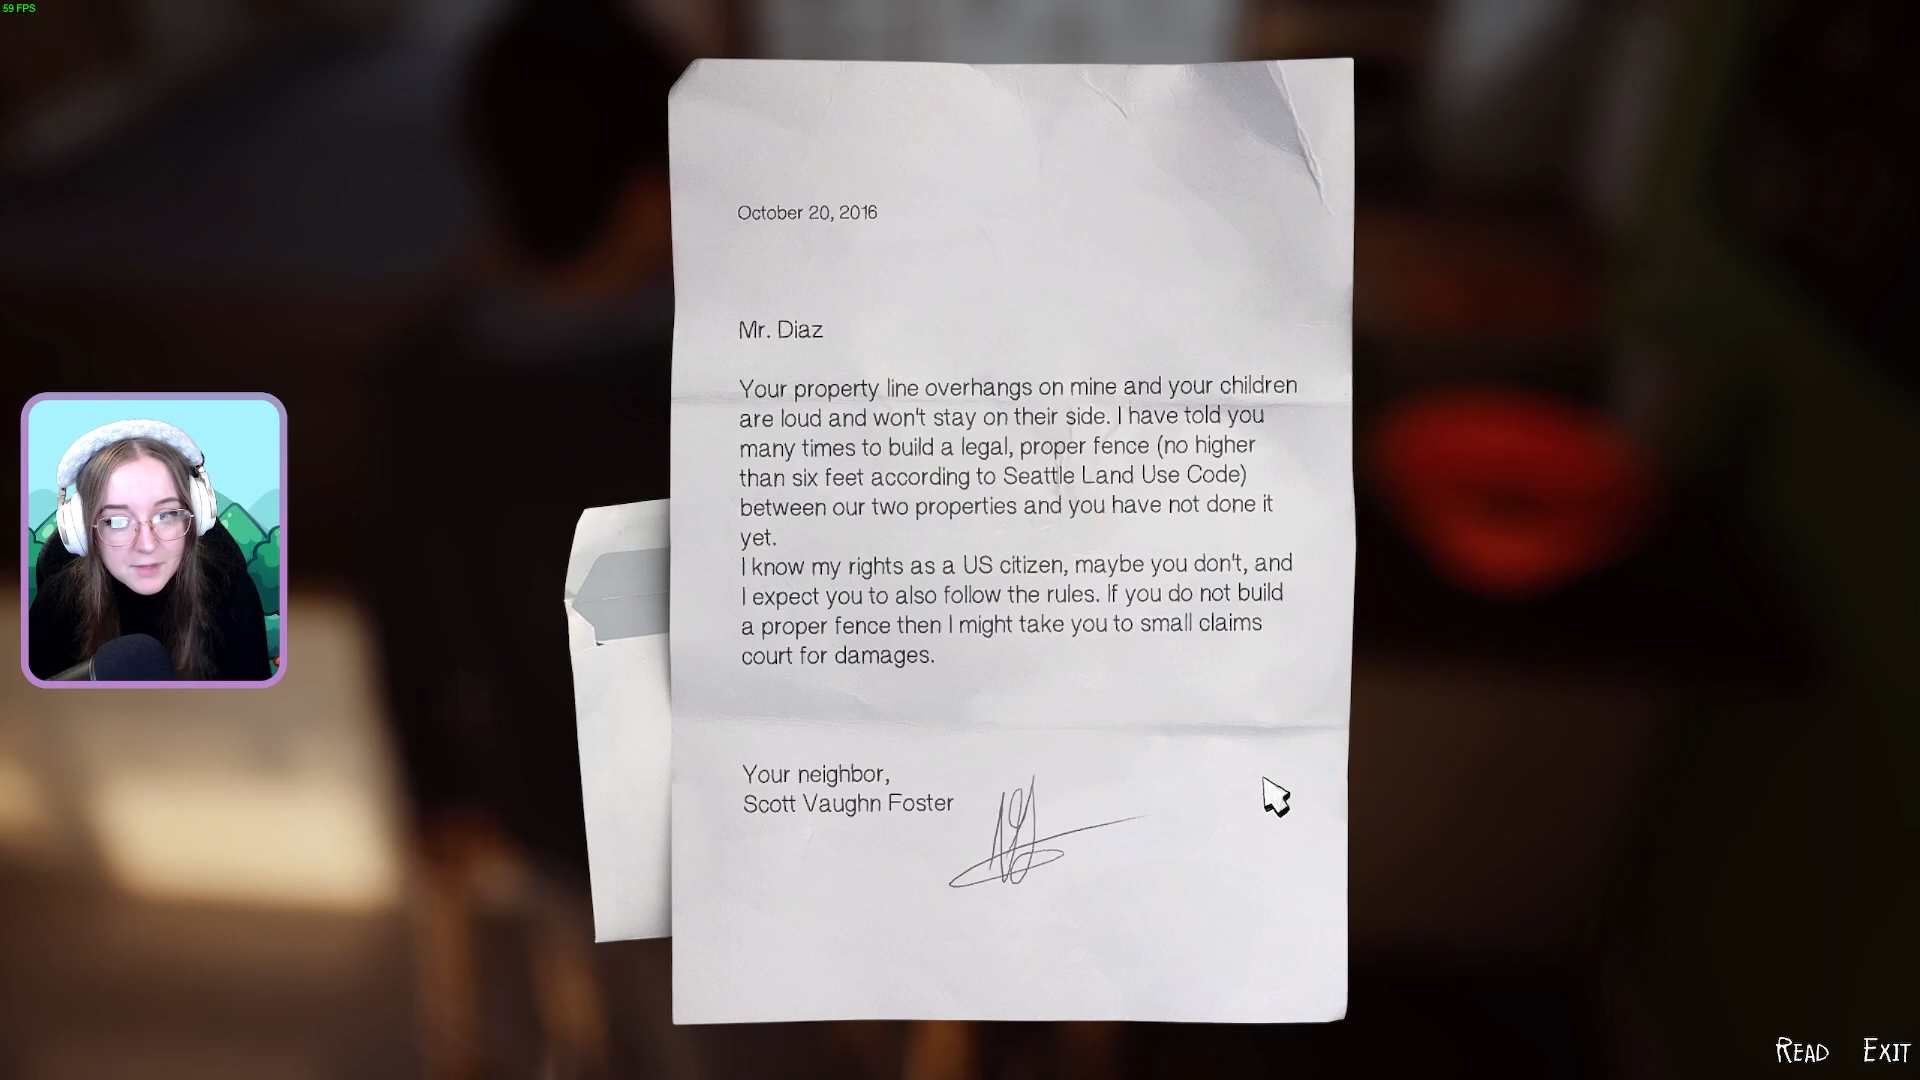 59 FPS
October 20, 2016
Mr. Diaz
Your property line overhangs on mine and your children
are loud and won't stay on their side. I have told you
many times to build a legal, proper fence (no higher
than six feet according to Seattle Land Use Code)
between our two properties and you have not done it
yet.
I know my rights as a US citizen, maybe you don't, and
I expect you to also follow the rules. If you do not build
a proper fence then I might take you to small claims
court for damages.
Your neighbor,
Scott Vaughn Foster
READ EXIT